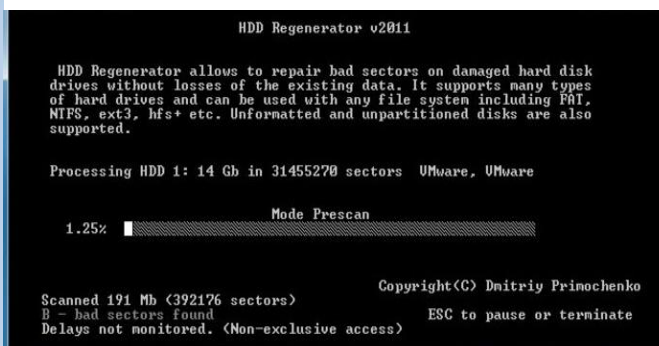 HDD Regenerator v2011
HDD Regenerator allows to repair bad sectors on damaged hard disk
drives without losses of the existing data. It supports many types
of hard drives and can be used with any file system including FAT,
NTFS, ext3, hfs+ etc. Unformatted and unpartitioned disks are also
supported.
Processing HDD 1: 14 Gb in 31455270 sectors VMware, VMware
Mode Prescan
1.25%
Copyright(C) Dmitriy Primochenko
Scanned 191 Mb (392176 sectors)
B - bad sectors found
ESC to pause or terminate
Delays not monitored. (Non-exclusive access)